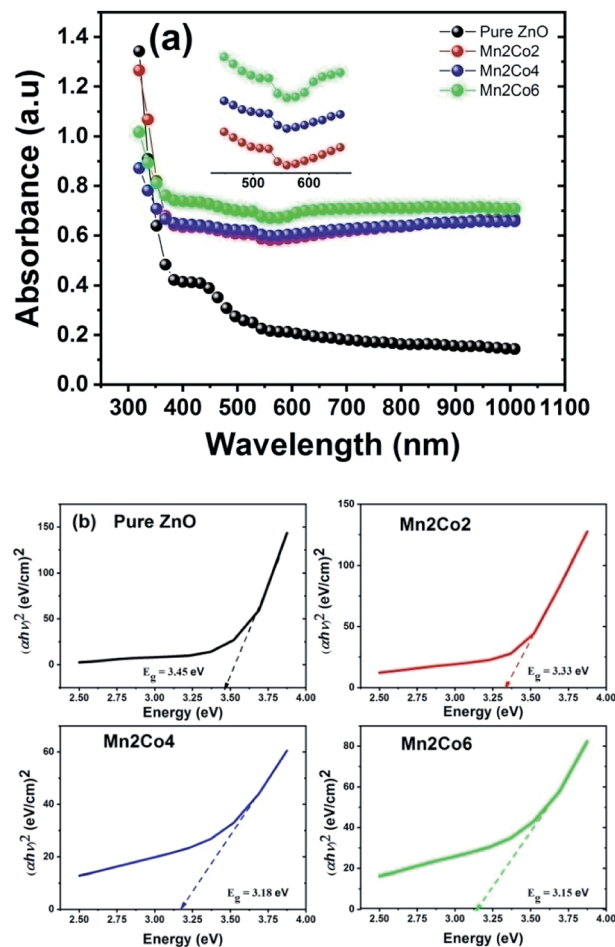 (a)
Pure ZnO
Mn2Co2
Mn2Co4
Mn2Co6
1.4
1.2
1.0
0.8
0.6
0.4
0.2
0.0
Absorbance (a.u)
500 600
300 400 500 600 700 800 900 1000 1100
Wavelength (nm)
(b) Pure ZnO
150
100
50
0
(αhν)² (eV/cm)²
E_g = 3.45 eV
2.50 2.75 3.00 3.25 3.50 3.75 4.00
Energy (eV)
Mn2Co2
150
100
50
0
(αhν)² (eV/cm)²
E_g = 3.33 eV
2.50 2.75 3.00 3.25 3.50 3.75 4.00
Energy (eV)
Mn2Co4
60
40
20
0
(αhν)² (eV/cm)²
E_g = 3.18 eV
2.50 2.75 3.00 3.25 3.50 3.75 4.00
Energy (eV)
Mn2Co6
80
60
40
20
0
(αhν)² (eV/cm)²
E_g = 3.15 eV
2.50 2.75 3.00 3.25 3.50 3.75 4.00
Energy (eV)